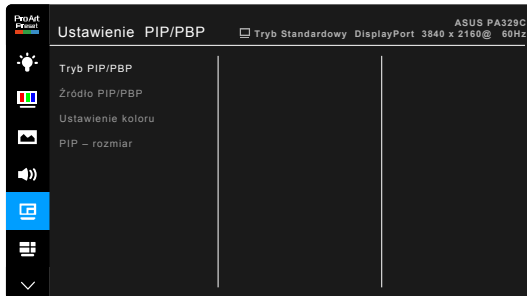 ProArt
Preset
Ustawienie PIP/PBP
ASUS PA329C
Tryb Standardowy DisplayPort 3840 x 2160@ 60Hz
Tryb PIP/PBP
Źródło PIP/PBP
Ustawienie koloru
PIP – rozmiar